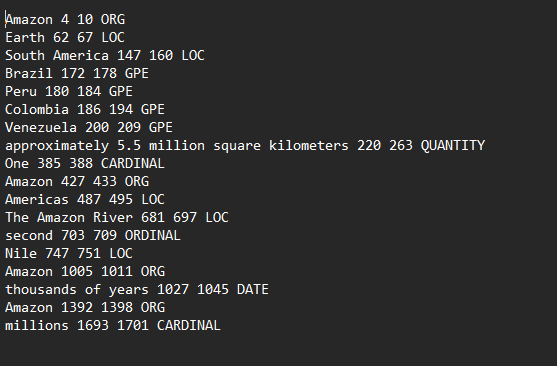 Amazon 4 10 ORG
Earth 62 67 LOC
South America 147 160 LOC
Brazil 172 178 GPE
Peru 180 184 GPE
Colombia 186 194 GPE
Venezuela 200 209 GPE
approximately 5.5 million square kilometers 220 263 QUANTITY
One 385 388 CARDINAL
Amazon 427 433 ORG
Americas 487 495 LOC
The Amazon River 681 697 LOC
second 703 709 ORDINAL
Nile 747 751 LOC
Amazon 1005 1011 ORG
thousands of years 1027 1045 DATE
Amazon 1392 1398 ORG
millions 1693 1701 CARDINAL